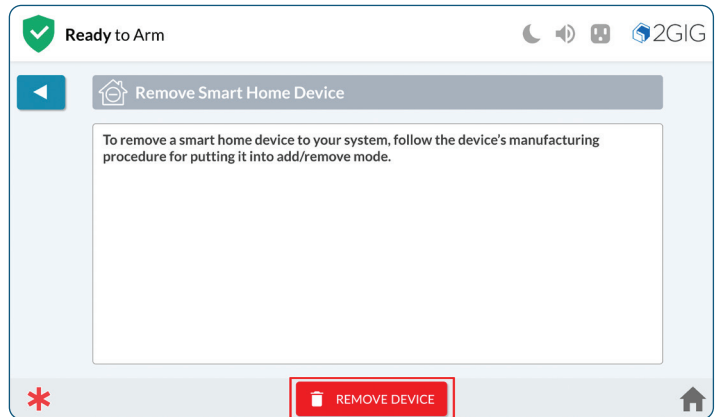 Ready to Arm
2GIG
Remove Smart Home Device
To remove a smart home device to your system, follow the device's manufacturing
procedure for putting it into add/remove mode.
REMOVE DEVICE